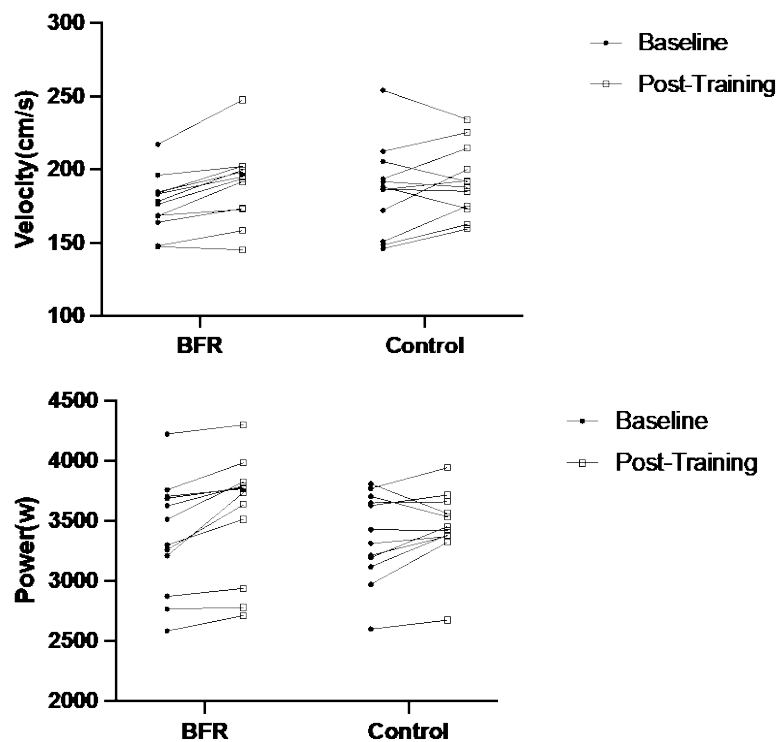 300
250
200
150
100
Velocity(cm/s)
BFR
Control
Baseline
Post-Training
4500
4000
3500
3000
2500
2000
Power(w)
BFR
Control
Baseline
Post-Training